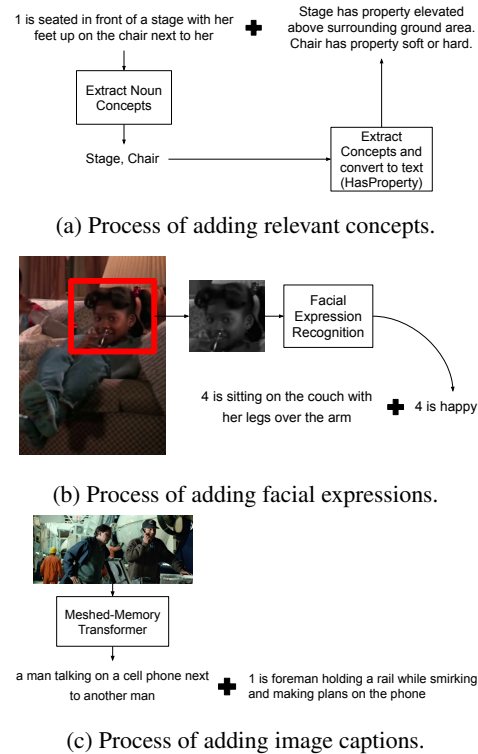 1 is seated in front of a stage with her
feet up on the chair next to her
Stage has property elevated
above surrounding ground area.
Chair has property soft or hard.
Extract Noun
Concepts
Stage, Chair
Extract
Concepts and
convert to text
(HasProperty)
(a) Process of adding relevant concepts.
Facial
Expression
Recognition
4 is sitting on the couch with
her legs over the arm
4 is happy
(b) Process of adding facial expressions.
Meshed-Memory
Transformer
a man talking on a cell phone next
to another man
1 is foreman holding a rail while smirking
and making plans on the phone
(c) Process of adding image captions.